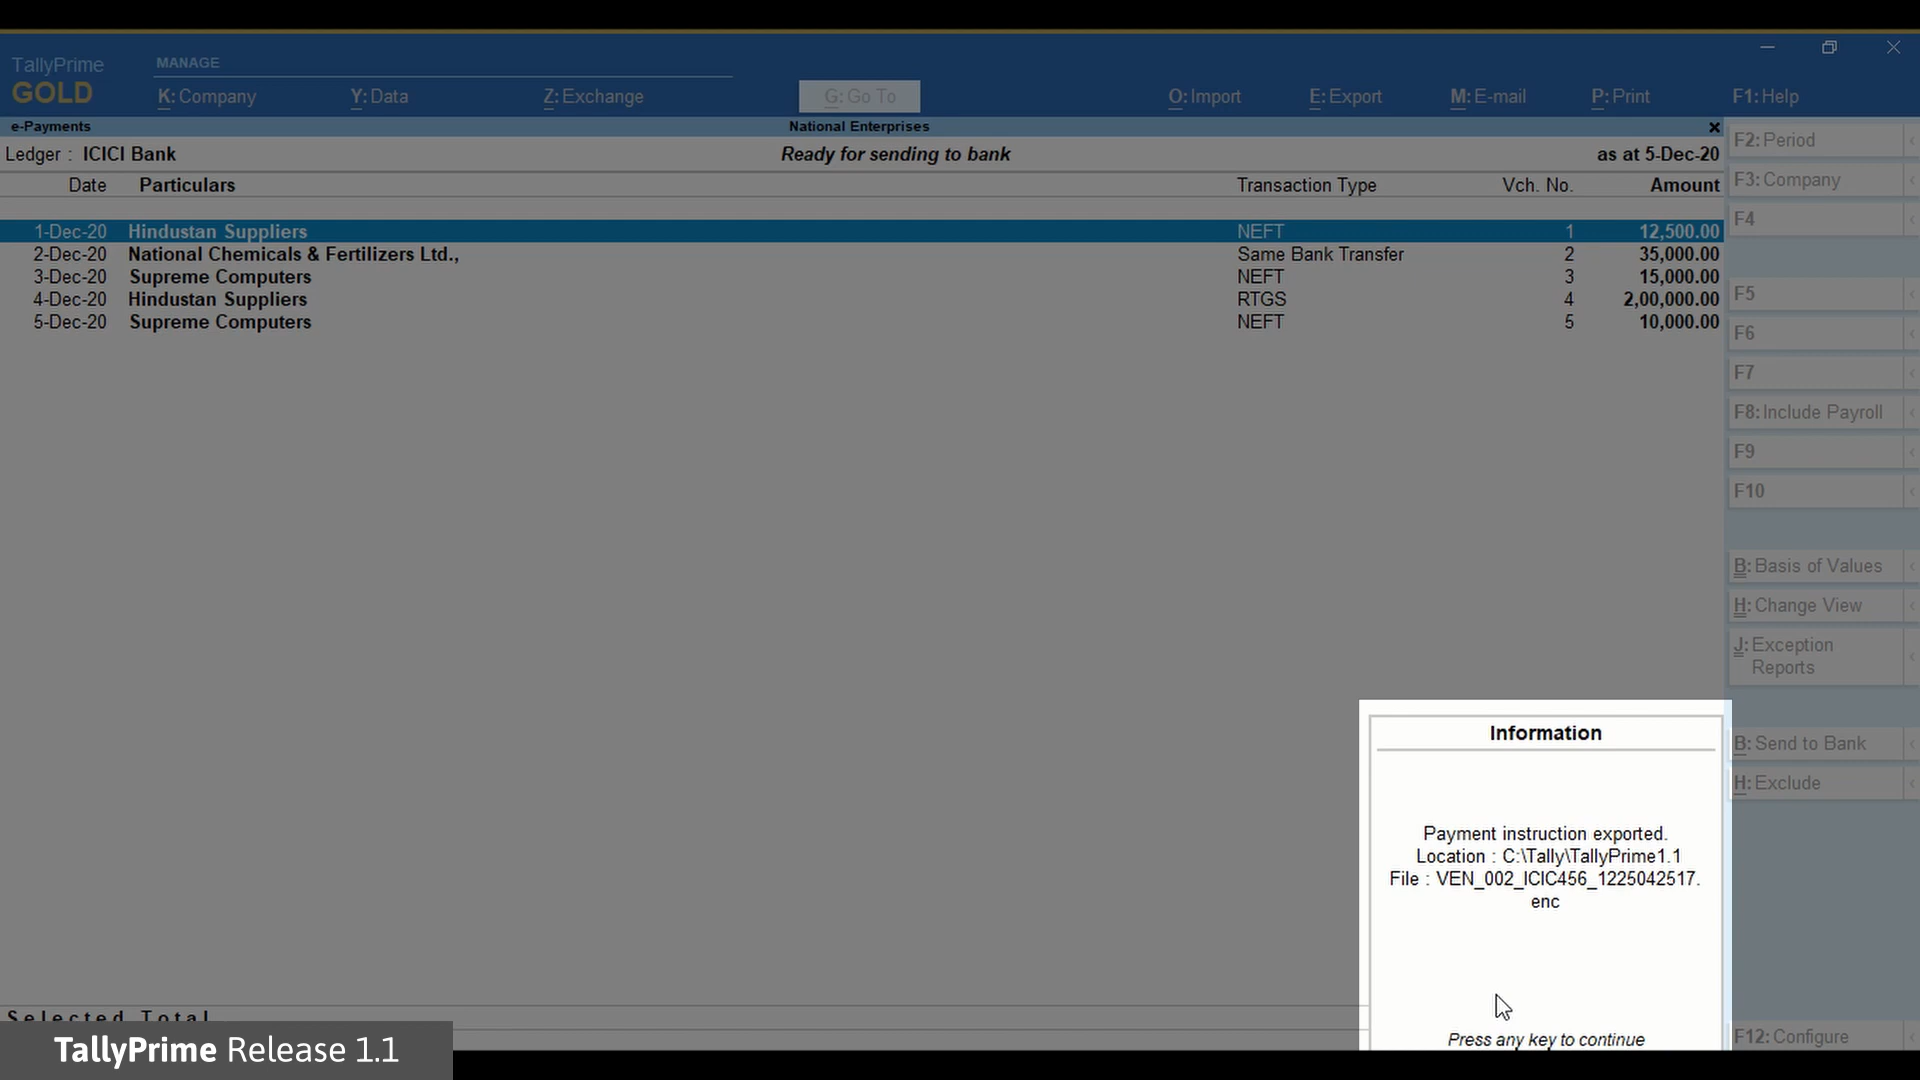 TallyPrime
GOLD
MANAGE
K: Company
Y: Data
Z: Exchange
G: Go To
O: Import
E: Export
M: E-mail
P: Print
F1: Help
e-Payments
National Enterprises
Ledger : ICICI Bank
Ready for sending to bank
as at 5-Dec-20
Date Particulars Transaction Type Vch. No. Amount
1-Dec-20 Hindustan Suppliers NEFT 1 12,500.00
2-Dec-20 National Chemicals & Fertilizers Ltd., Same Bank Transfer 2 35,000.00
3-Dec-20 Supreme Computers NEFT 3 15,000.00
4-Dec-20 Hindustan Suppliers RTGS 4 2,00,000.00
5-Dec-20 Supreme Computers NEFT 5 10,000.00
F2: Period
F3: Company
F4
F5
F6
F7
F8: Include Payroll
F9
F10
B: Basis of Values
H: Change View
J: Exception
Reports
B: Send to Bank
H: Exclude
F12: Configure
Information
Payment instruction exported.
Location : C:\Tally\TallyPrime1.1
File : VEN_002_ICIC456_1225042517.
enc
Press any key to continue
Selected Total
TallyPrime Release 1.1